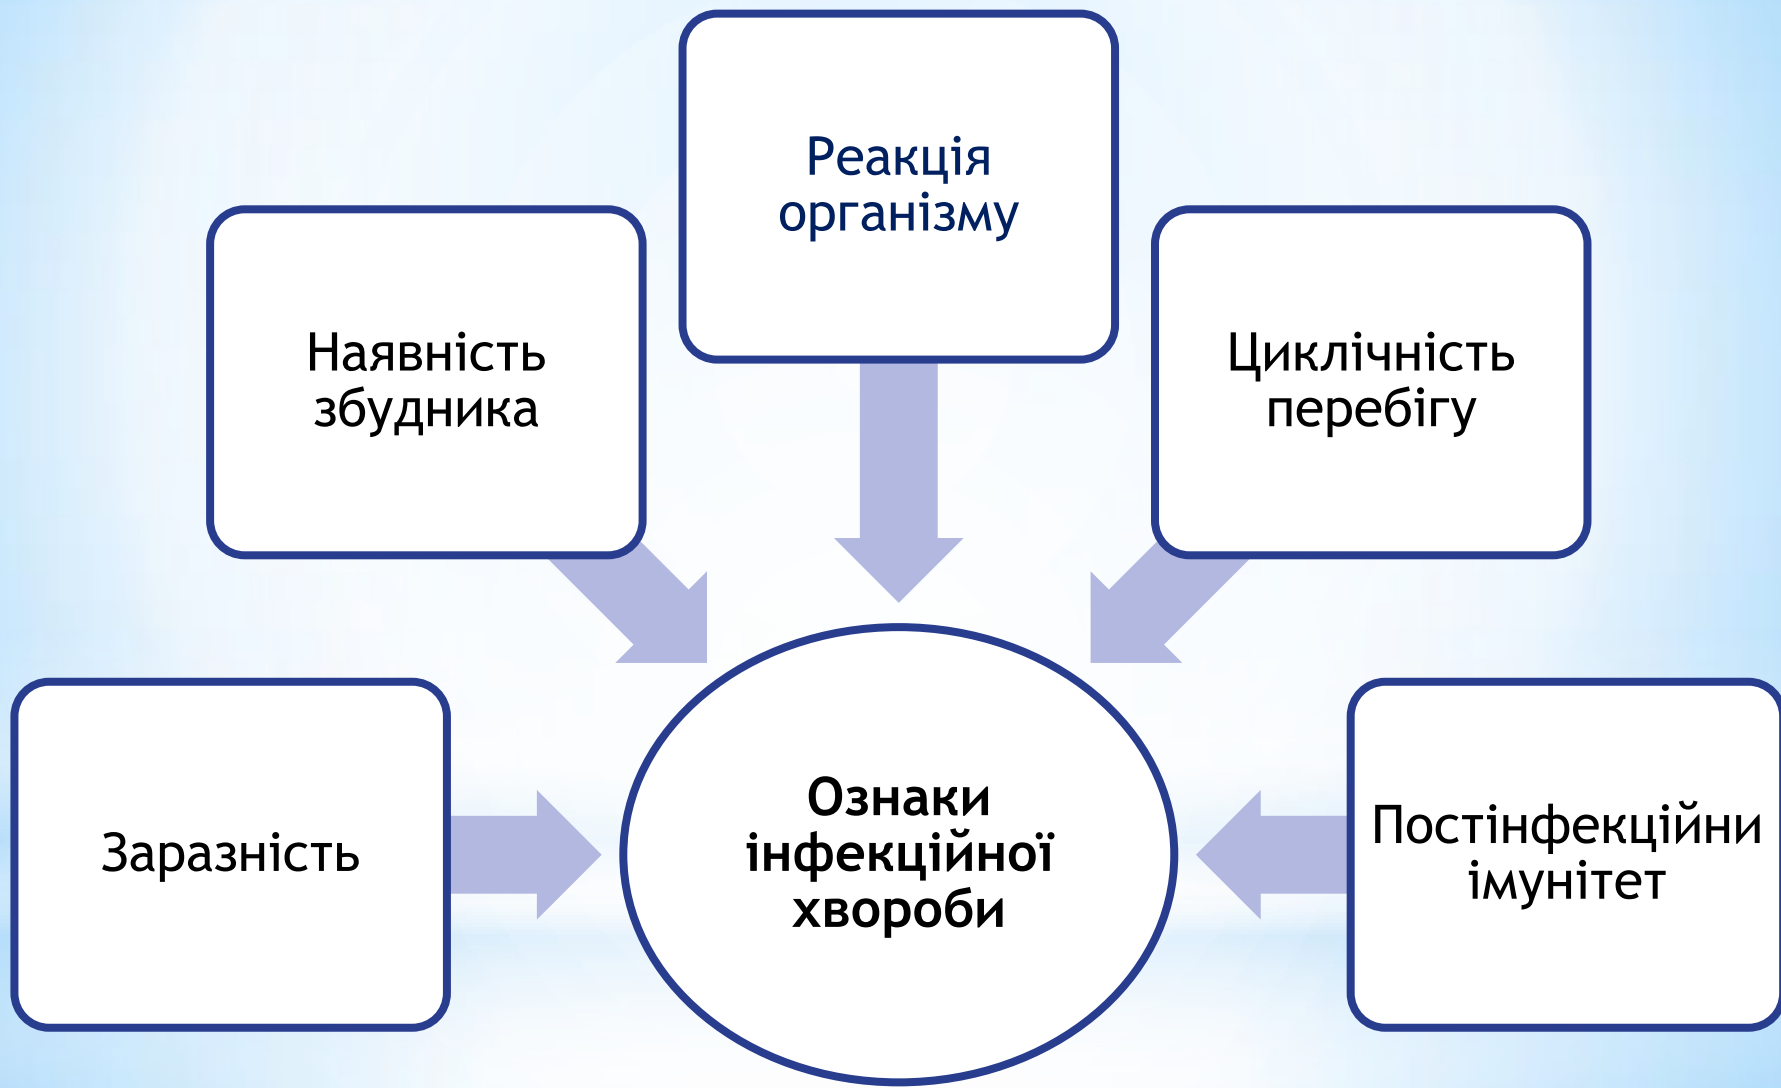 Реакція
організму
Наявність
збудника
Циклічність
перебігу
Заразність
Ознаки
інфекційної
хвороби
Постінфекційни
імунітет